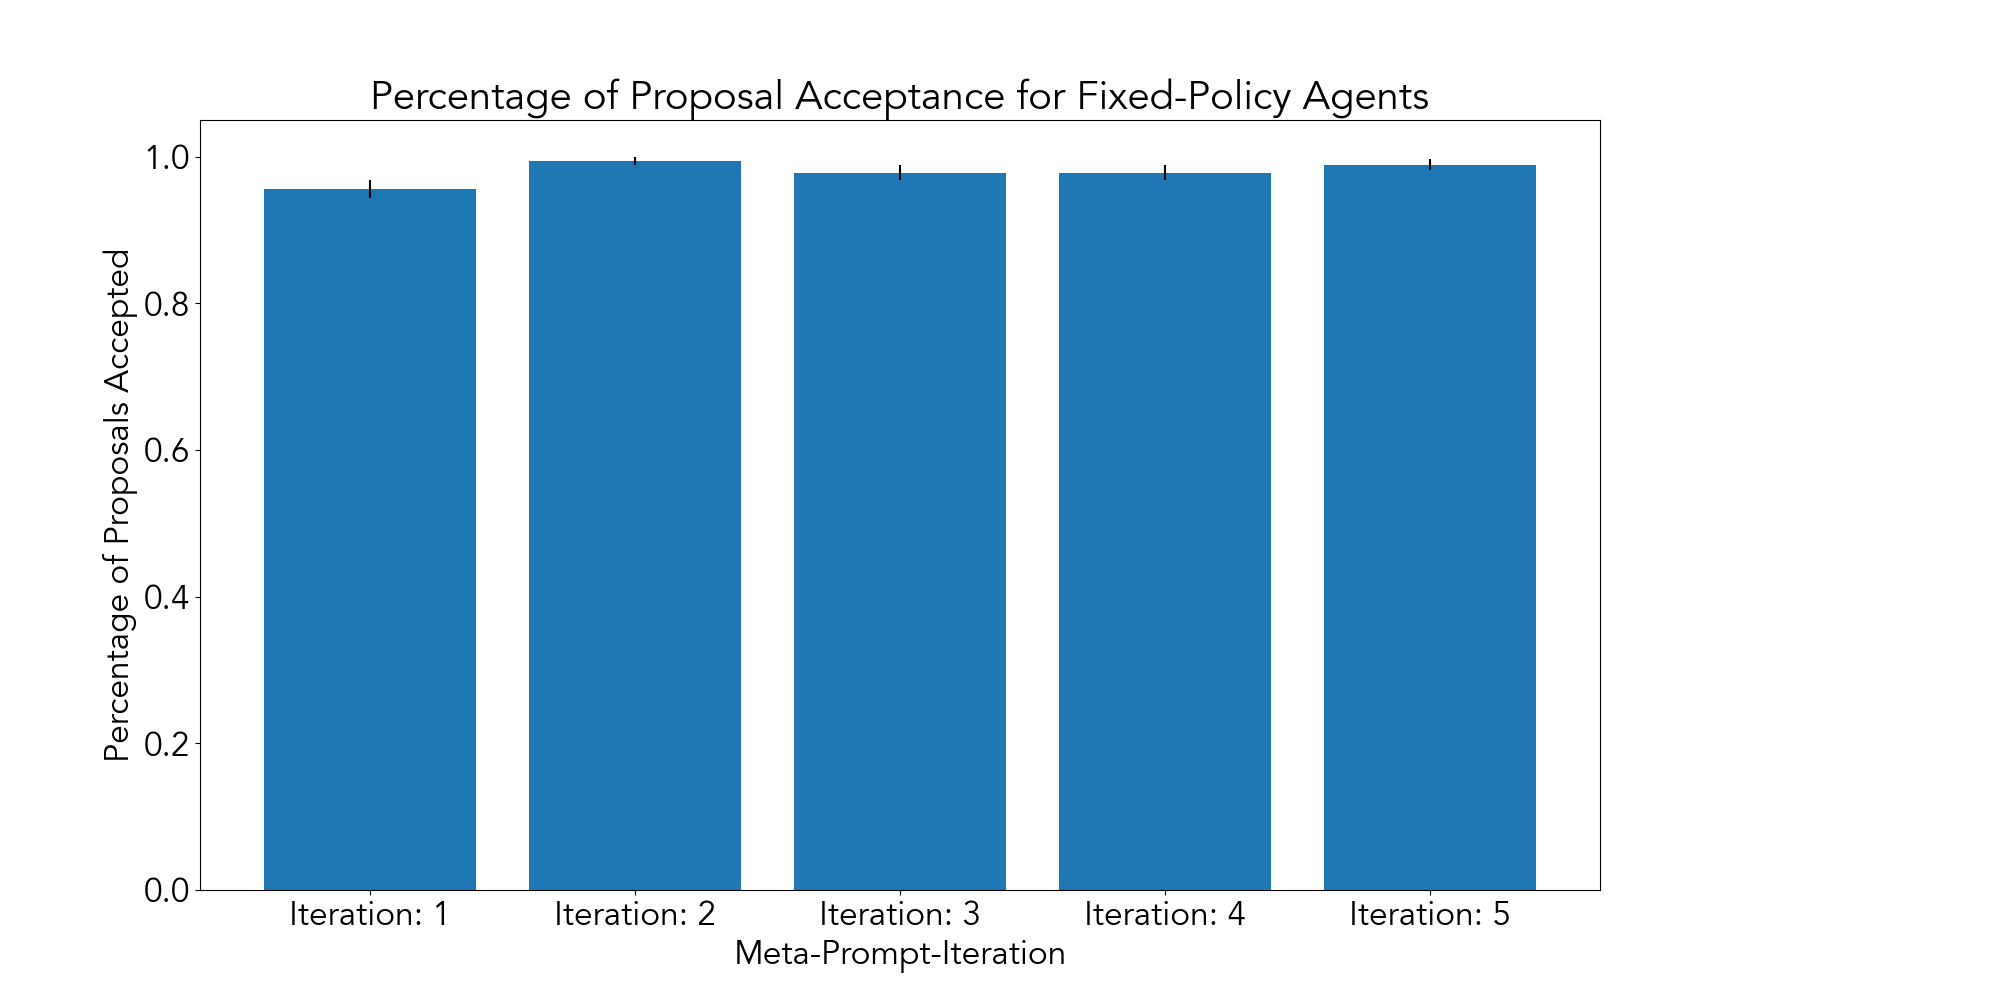 Percentage of Proposal Acceptance for Fixed-Policy Agents
Percentage of Proposals Accepted
1.0
0.8
0.6
0.4
0.2
0.0
Iteration: 1
Iteration: 2
Iteration: 3
Iteration: 4
Iteration: 5
Meta-Prompt-Iteration